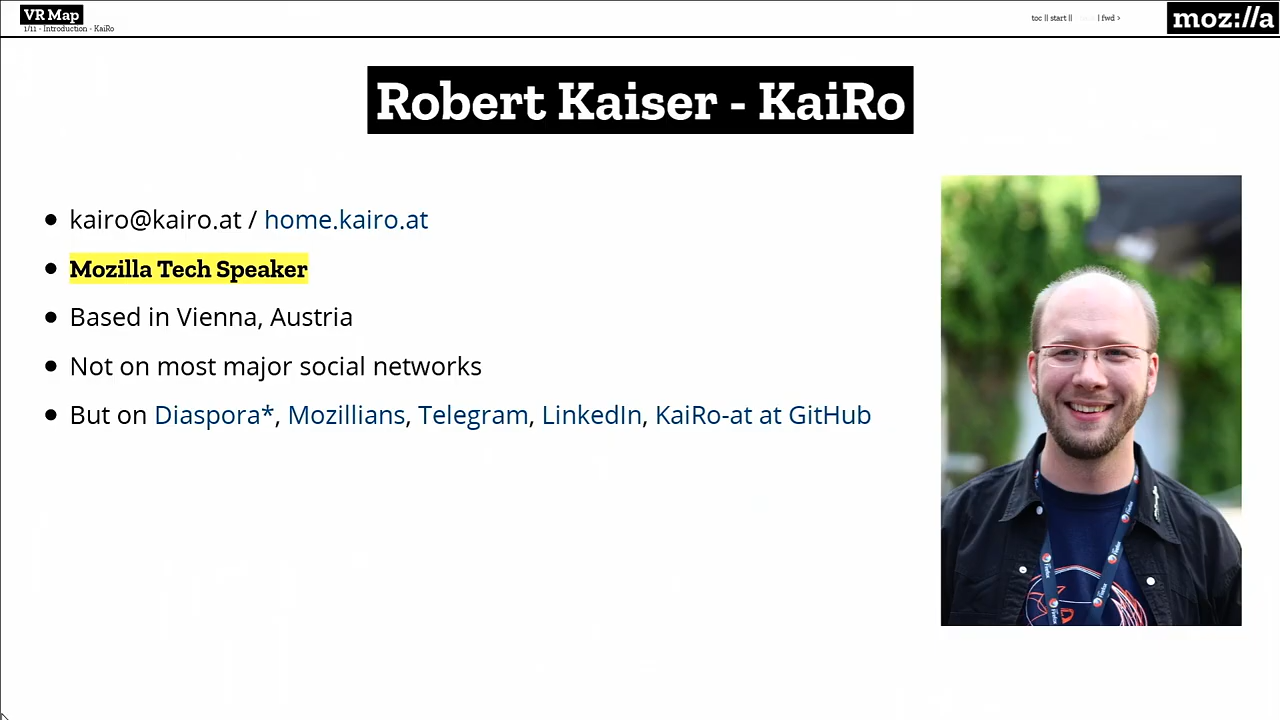 VR Map
1/11 - Introduction - KaiRo
toc || start || | fwd >
moz://a
Robert Kaiser - KaiRo
kairo@kairo.at / home.kairo.at
Mozilla Tech Speaker
Based in Vienna, Austria
Not on most major social networks
But on Diaspora*, Mozillians, Telegram, LinkedIn, KaiRo-at at GitHub